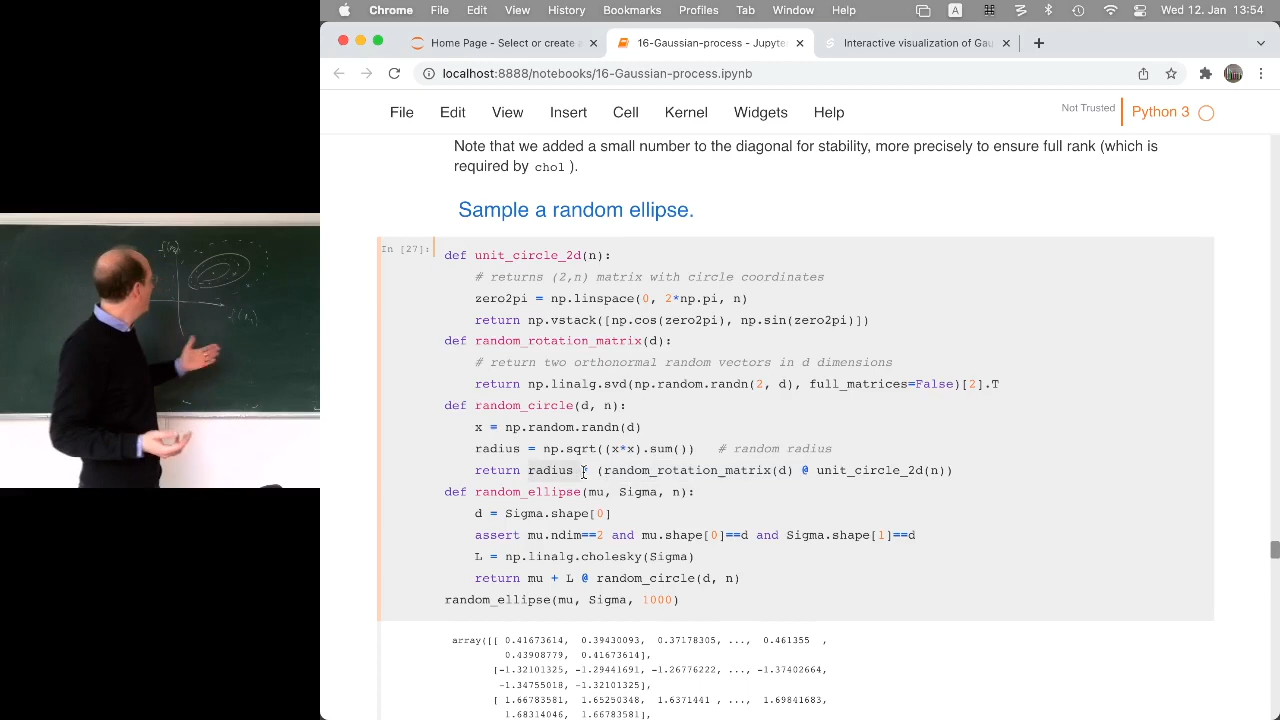 Chrome File Edit View History Bookmarks Profiles Tab Window Help A Wed 12. Jan 13:54
Home Page - Select or create a
16-Gaussian-process - Jupyte
Interactive visualization of Gau
localhost:8888/notebooks/16-Gaussian-process.ipynb
File Edit View Insert Cell Kernel Widgets Help Not Trusted Python 3
Note that we added a small number to the diagonal for stability, more precisely to ensure full rank (which is
required by chol ).
Sample a random ellipse.
In [27]:
def unit_circle_2d(n):
# returns (2,n) matrix with circle coordinates
zero2pi = np.linspace(0, 2*np.pi, n)
return np.vstack([np.cos(zero2pi), np.sin(zero2pi)])
def random_rotation_matrix(d):
# return two orthonormal random vectors in d dimensions
return np.linalg.svd(np.random.randn(2, d), full_matrices=False)[2].T
def random_circle(d, n):
x = np.random.randn(d)
radius = np.sqrt((x*x).sum()) # random radius
return radius * (random_rotation_matrix(d) @ unit_circle_2d(n))
def random_ellipse(mu, Sigma, n):
d = Sigma.shape[0]
assert mu.ndim==2 and mu.shape[0]==d and Sigma.shape[1]==d
L = np.linalg.cholesky(Sigma)
return mu + L @ random_circle(d, n)
random_ellipse(mu, Sigma, 1000)
array([[ 0.41673614, 0.39430093, 0.37178305, ..., 0.461355 ,
0.43908779, 0.41673614],
[-1.32101325, -1.29441691, -1.26776222, ..., -1.37402664,
-1.34755018, -1.32101325],
[ 1.66783581, 1.65250348, 1.6371441 , ..., 1.69841683,
1.68314046, 1.66783581],